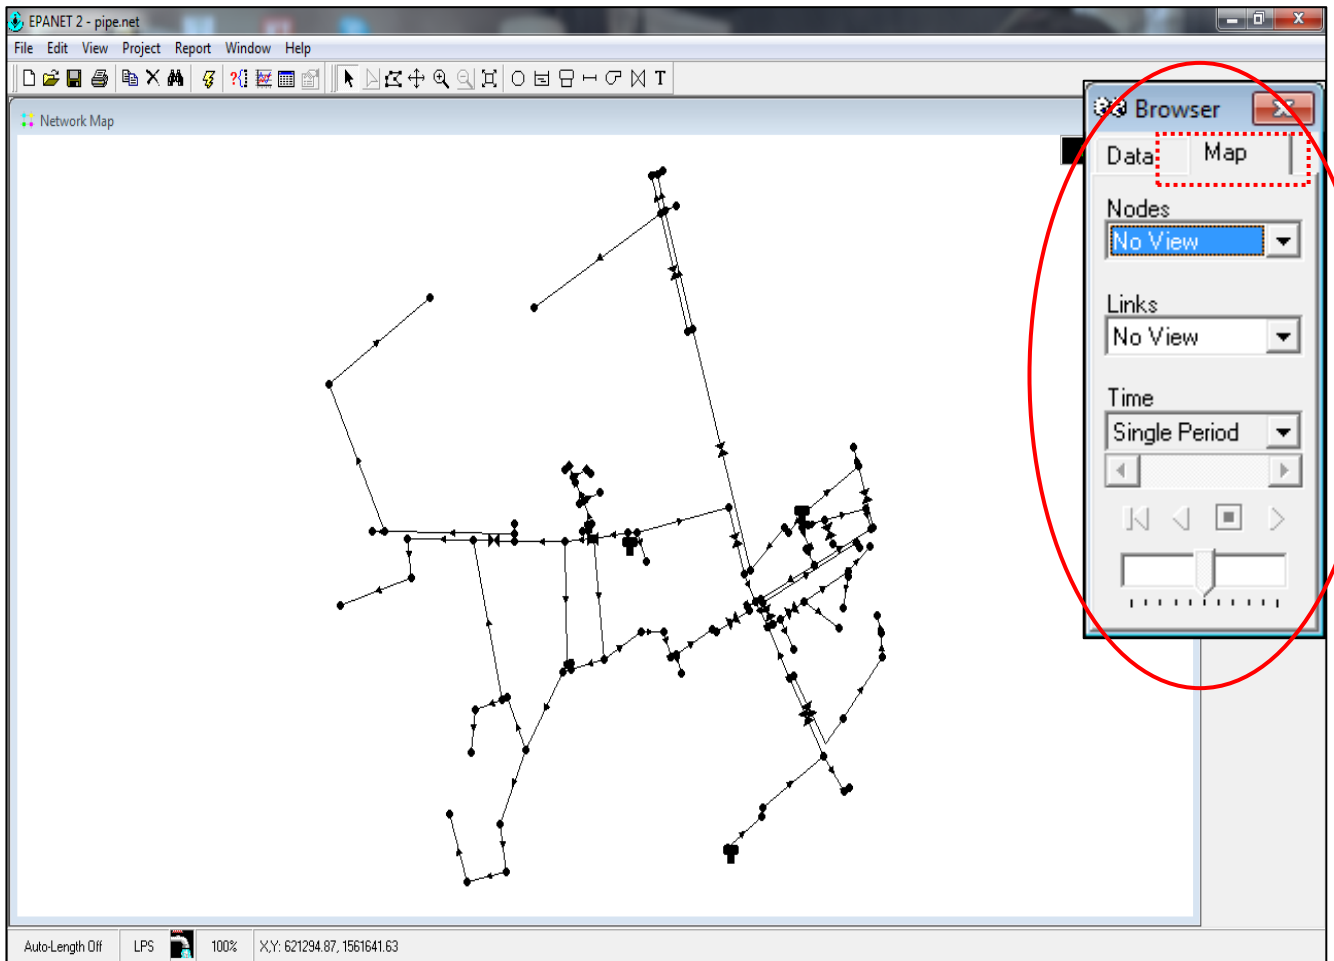 EPANET 2 - pipe.net
File Edit View Project Report Window Help
T
Network Map
Browser
Data Map
Nodes
No View
Links
No View
Time
Single Period
Auto-Length Off LPS 100% X,Y: 621294.87, 1561641.63